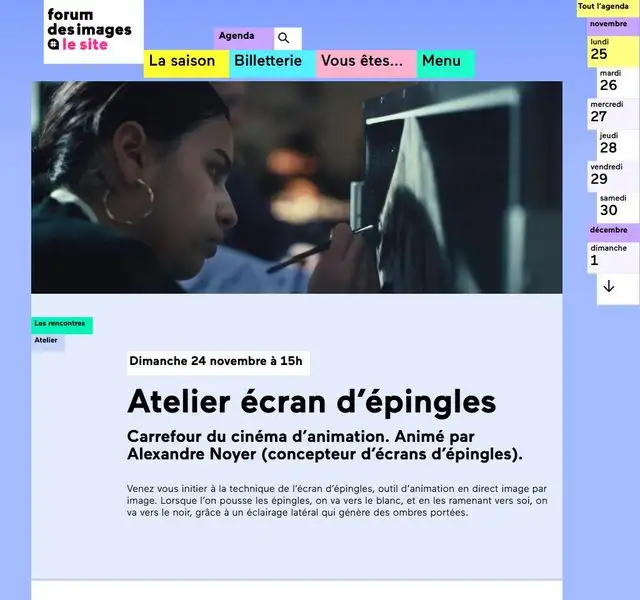 forum
des images
le site
Agenda
La saison
Billetterie
Vous êtes...
Menu
Tout l'agenda
novembre
lundi
25
mardi
26
mercredi
27
jeudi
28
vendredi
29
samedi
30
décembre
dimanche
1
Les rencontres
Atelier
Dimanche 24 novembre à 15h
Atelier écran d'épingles
Carrefour du cinéma d'animation. Animé par
Alexandre Noyer (concepteur d'écrans d'épingles).
Venez vous initier à la technique de l'écran d'épingles, outil d'animation en direct image par
image. Lorsque l'on pousse les épingles, on va vers le blanc, et en les ramenant vers soi, on
va vers le noir, grâce à un éclairage latéral qui génère des ombres portées.